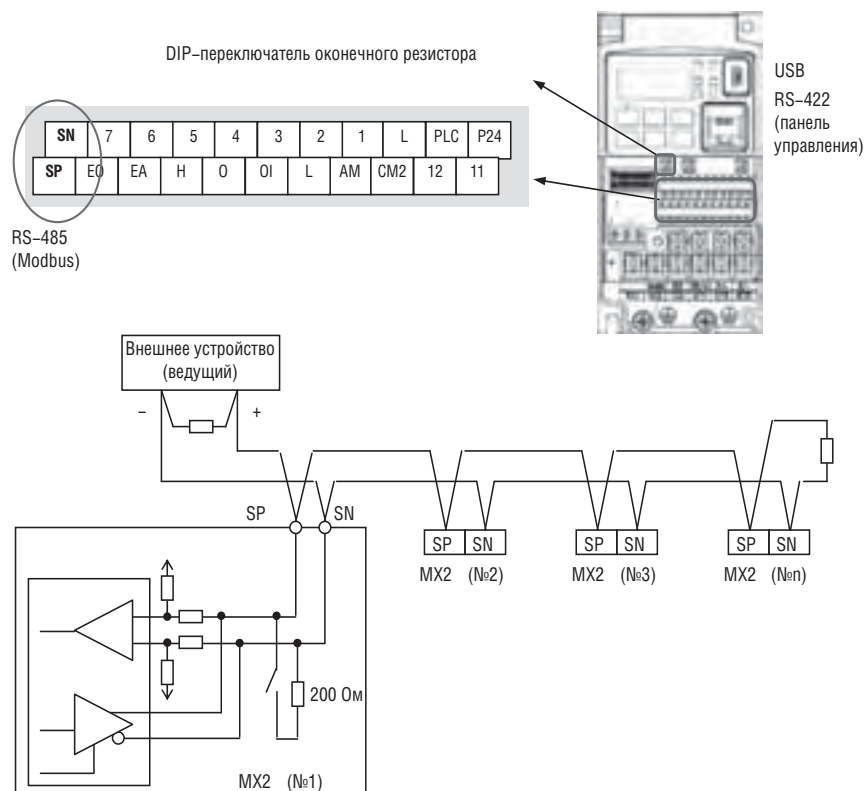 DIP–переключатель оконечного резистора
USB
RS–422
(панель
управления)
SN 7 6 5 4 3 2 1 L PLC P24
SP EO EA H O OI L AM CM2 12 11
RS–485
(Modbus)
Внешнее устройство
(ведущий)
– +
SP SN
SP SN SP SN SP SN
MX2 (№2) MX2 (№3) MX2 (№n)
200 Ом
MX2 (№1)